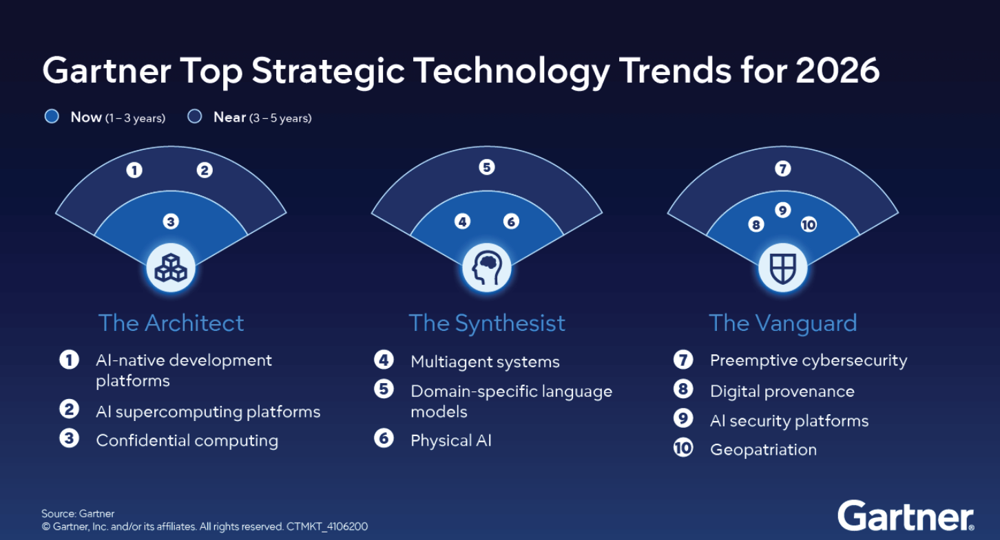 Gartner Top Strategic Technology Trends for 2026
Now (1 – 3 years) Near (3 – 5 years)
1 2
3
5
4 6
7
9
8 10
The Architect
1 AI-native development
platforms
2 AI supercomputing platforms
3 Confidential computing
The Synthesist
4 Multiagent systems
5 Domain-specific language
models
6 Physical AI
The Vanguard
7 Preemptive cybersecurity
8 Digital provenance
9 AI security platforms
10 Geopatriation
Source: Gartner
© Gartner, Inc. and/or its affiliates. All rights reserved. CTMKT_4106200
Gartner®